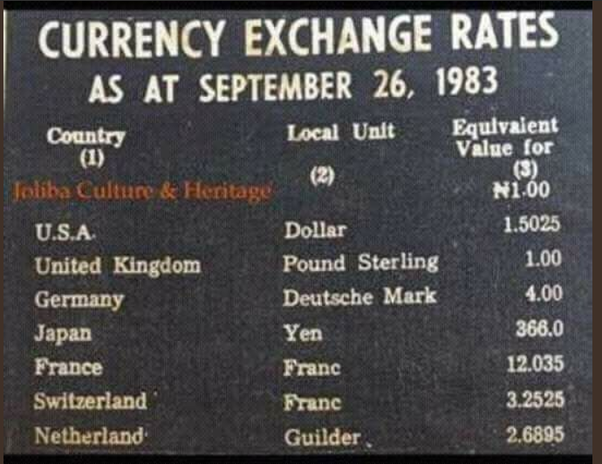 CURRENCY EXCHANGE RATES
AS AT SEPTEMBER 26, 1983
Country Local Unit Equivalent
Value for
(1) (2) (3)
Joliba Culture & Heritage ₦1.00
U.S.A. Dollar 1.5025
United Kingdom Pound Sterling 1.00
Germany Deutsche Mark 4.00
Japan Yen 366.0
France Franc 12.035
Switzerland Franc 3.2525
Netherland Guilder 2.6895